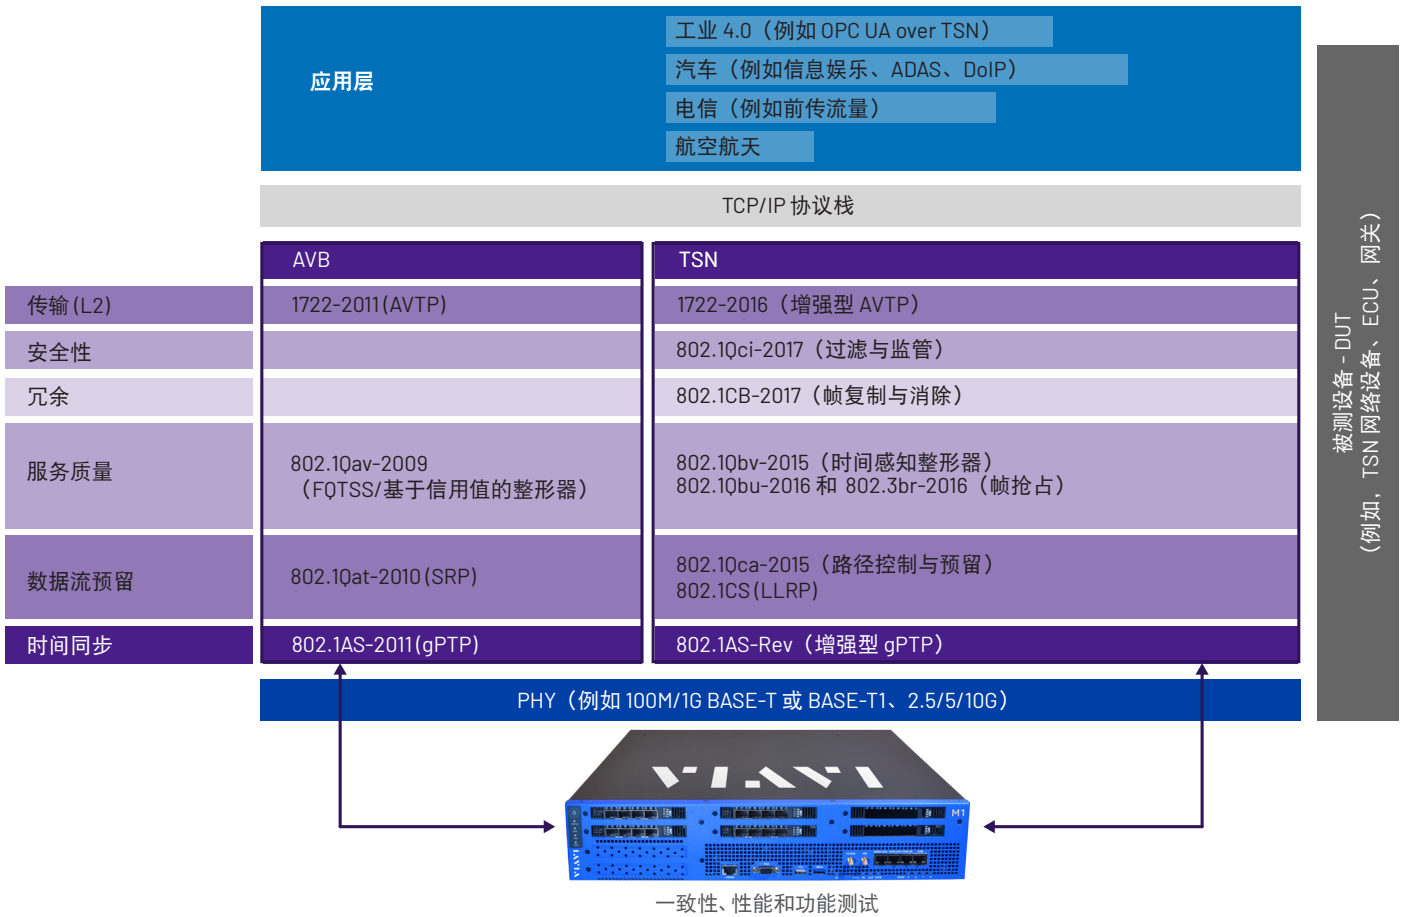 应用层
工业 4.0（例如 OPC UA over TSN）
汽车（例如信息娱乐、ADAS、DoIP）
电信（例如前传流量）
航空航天
TCP/IP 协议栈
AVB
TSN
传输 (L2)
1722-2011 (AVTP)
1722-2016（增强型 AVTP）
安全性
802.1Qci-2017（过滤与监管）
冗余
802.1CB-2017（帧复制与消除）
服务质量
802.1Qav-2009
（FQTSS/基于信用值的整形器）
802.1Qbv-2015（时间感知整形器）
802.1Qbu-2016 和 802.3br-2016（帧抢占）
数据流预留
802.1Qat-2010 (SRP)
802.1Qca-2015（路径控制与预留）
802.1CS (LLRP)
时间同步
802.1AS-2011 (gPTP)
802.1AS-Rev（增强型 gPTP）
PHY（例如 100M/1G BASE-T 或 BASE-T1、2.5/5/10G）
被测设备 - DUT
（例如，TSN 网络设备、ECU、网关）
VIAVI
M1
VIAVI
一致性、性能和功能测试